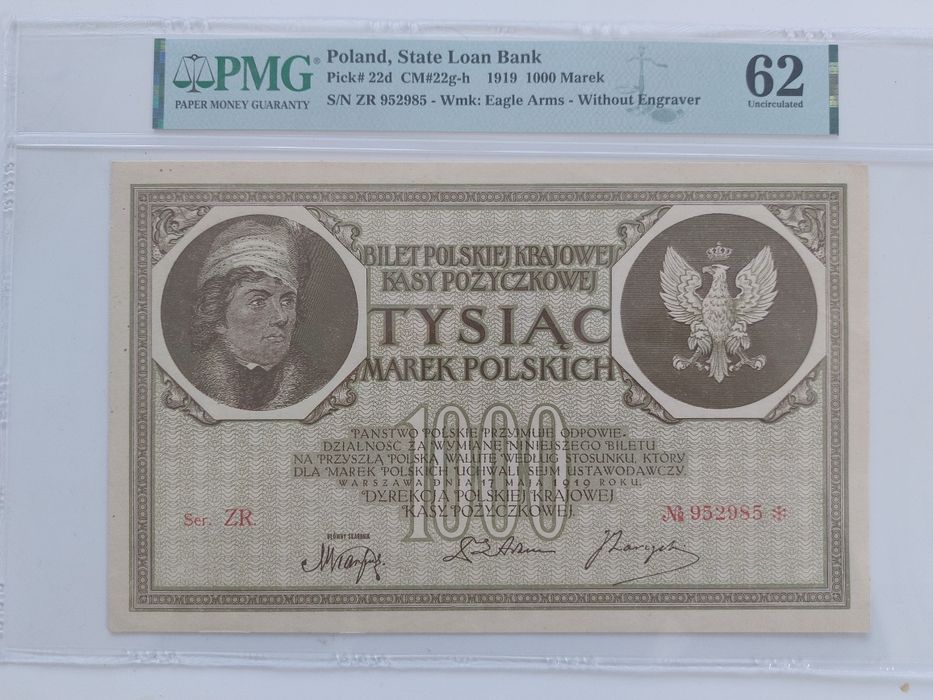 PMG®
PAPER MONEY GUARANTY
Poland, State Loan Bank
Pick# 22d CM#22g-h 1919 1000 Marek
S/N ZR 952985 - Wmk: Eagle Arms - Without Engraver
62
Uncirculated
BILET POLSKIEJ KRAJOWEJ
KASY POŻYCZKOWEJ
TYSIĄC
MAREK POLSKICH
1000
PAŃSTWO POLSKIE PRZYJMUJE ODPOWIE-
DZIALNOŚĆ ZA WYMIANĘ NINIEJSZEGO BILETU
NA PRZYSZŁĄ POLSKĄ WALUTĘ WEDŁUG STOSUNKU, KTÓRY
DLA MAREK POLSKICH UCHWALI SEJM USTAWODAWCZY.
WARSZAWA DNIA 17 MAJA 1919 ROKU.
DYREKCJA POLSKIEJ KRAJOWEJ
KASY POŻYCZKOWEJ
Ser. ZR.
№ 952985 *
GŁÓWNY SKARBNIK